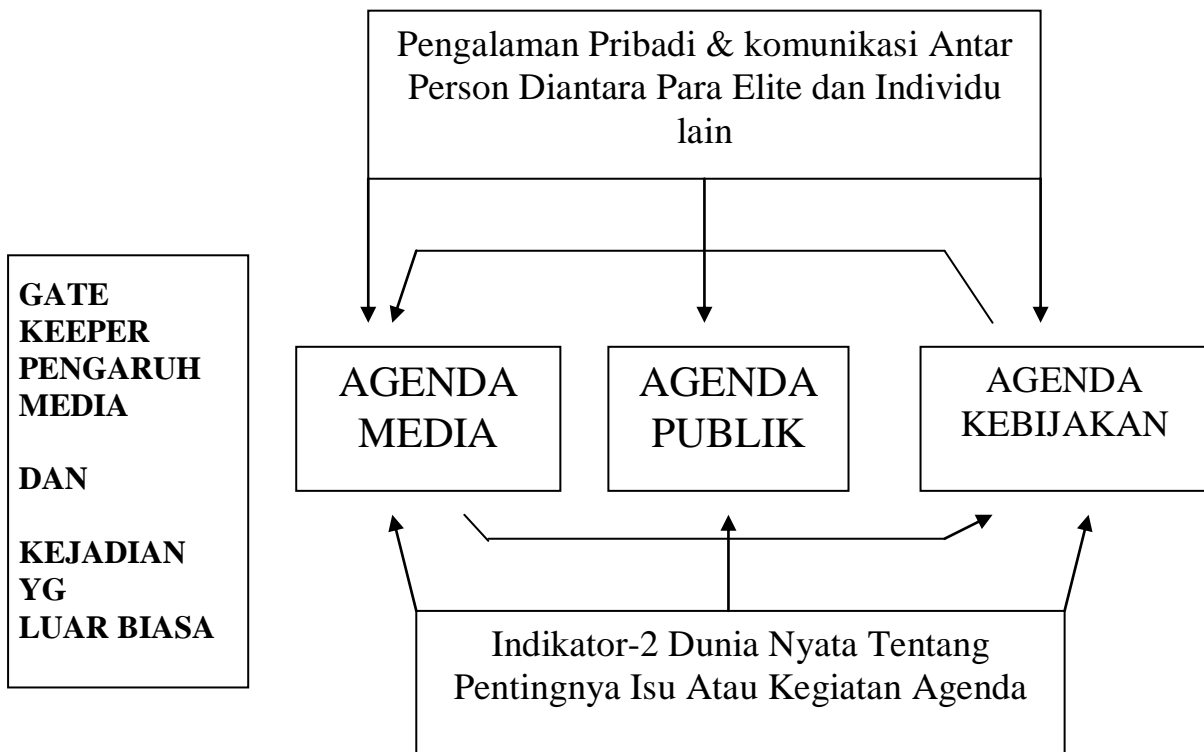 Pengalaman Pribadi & komunikasi Antar
Person Diantara Para Elite dan Individu
lain
GATE
KEEPER
PENGARUH
MEDIA
DAN
KEJADIAN
YG
LUAR BIASA
AGENDA
MEDIA
AGENDA
PUBLIK
AGENDA
KEBIJAKAN
Indikator-2 Dunia Nyata Tentang
Pentingnya Isu Atau Kegiatan Agenda